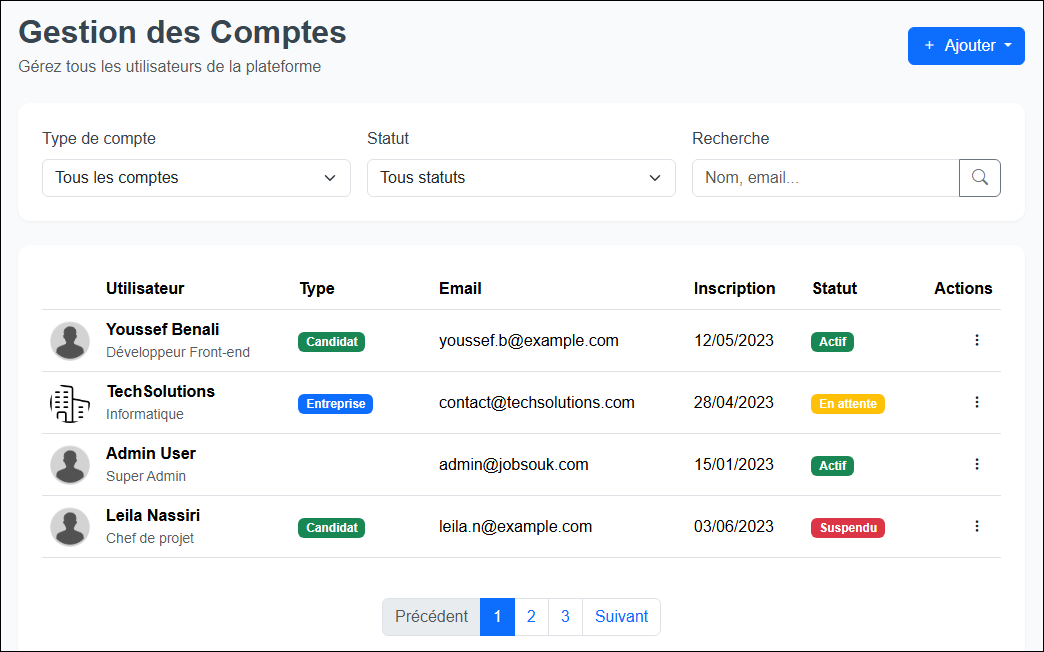 Gestion des Comptes
Gérez tous les utilisateurs de la plateforme
+ Ajouter
Type de compte
Statut
Recherche
Tous les comptes
Tous statuts
Nom, email...
Utilisateur Type Email Inscription Statut Actions
Youssef Benali
Développeur Front-end
Candidat
youssef.b@example.com
12/05/2023
Actif
TechSolutions
Informatique
Entreprise
contact@techsolutions.com
28/04/2023
En attente
Admin User
Super Admin
admin@jobsouk.com
15/01/2023
Actif
Leila Nassiri
Chef de projet
Candidat
leila.n@example.com
03/06/2023
Suspendu
Précédent 1 2 3 Suivant